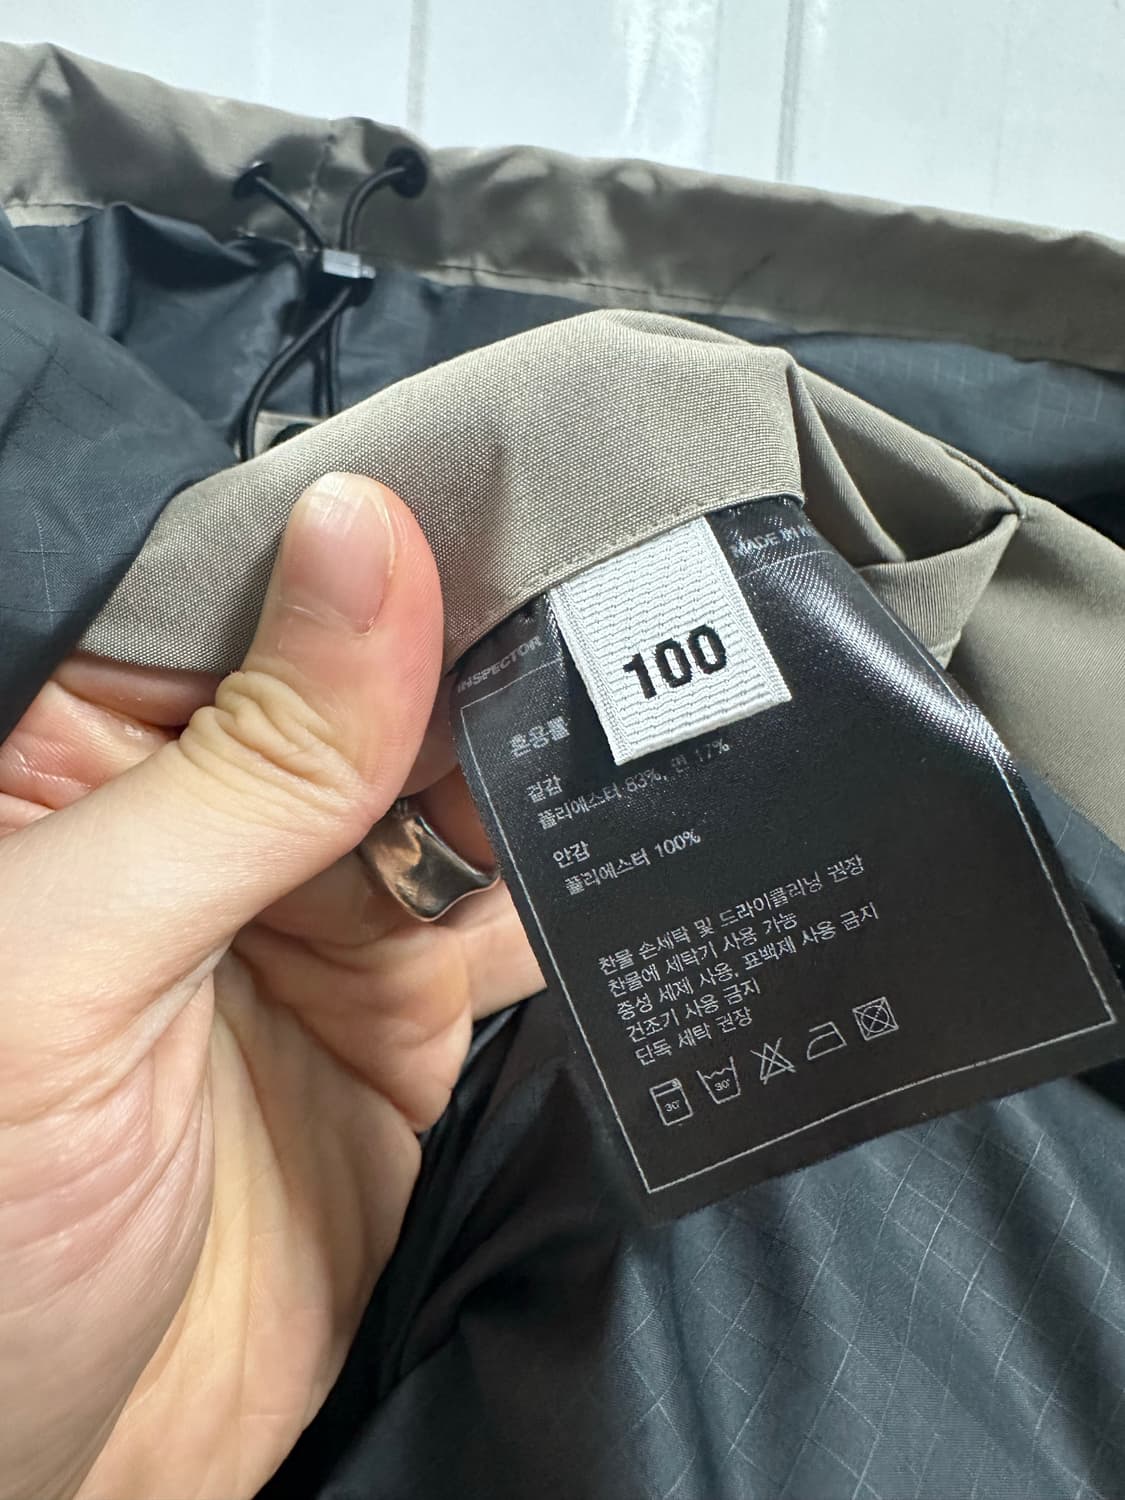 100
MADE IN
INSPECTOR
혼용률
겉감
폴리에스터 83%, 면 17%
안감
폴리에스터 100%
찬물 손세탁 및 드라이클리닝 권장
찬물에 세탁기 사용 가능
중성 세제 사용, 표백제 사용 금지
건조기 사용 금지
단독 세탁 권장
30°
30°